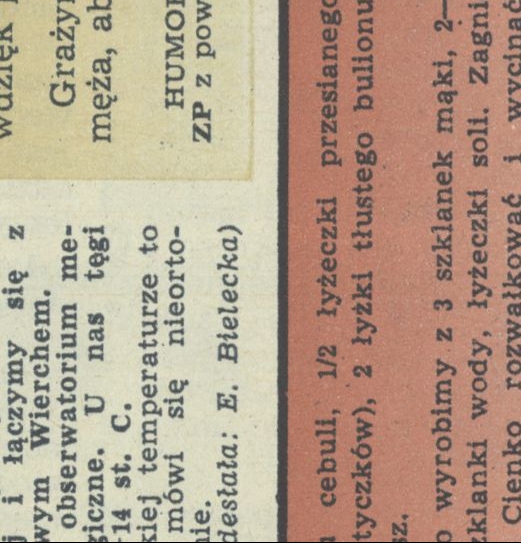 wdzięk
Grażyn
męża, ab
HUMOR
ZP z pow
j i łączymy się z
wym Wierchem.
obserwatorium me-
giczne. U nas tęgi
14 st. C.
kiej temperaturze to
mówi się nieorto-
nie.
desłała: E. Bielecka)
cebuli, 1/2 łyżeczki przesianego
tyczków), 2 łyżki tłustego bulionu
sz.
o wyrobimy z 3 szklanek mąki, 2—
zklanki wody, łyżeczki soli. Zagni
Cienko rozwałkować i wycinać